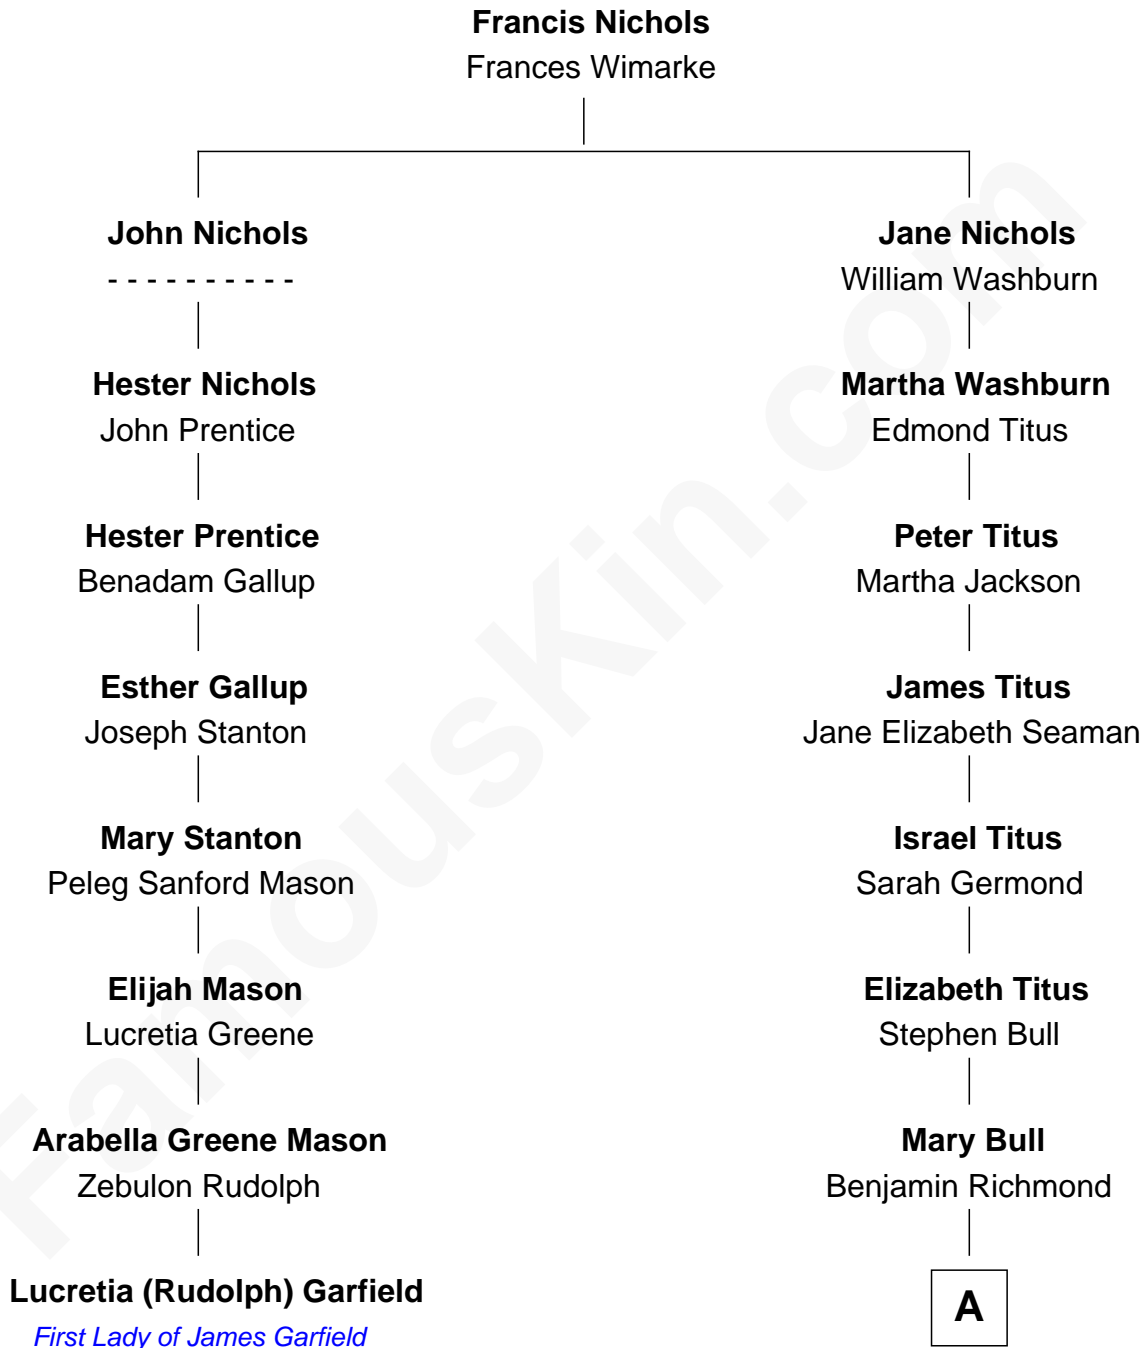 Francis Nichols
Frances Wimarke
John Nichols
- - - - - - - - - -
Jane Nichols
William Washburn
Hester Nichols
John Prentice
Martha Washburn
Edmond Titus
Hester Prentice
Benadam Gallup
Peter Titus
Martha Jackson
Esther Gallup
Joseph Stanton
James Titus
Jane Elizabeth Seaman
Mary Stanton
Peleg Sanford Mason
Israel Titus
Sarah Germond
Elijah Mason
Lucretia Greene
Elizabeth Titus
Stephen Bull
Arabella Greene Mason
Zebulon Rudolph
Mary Bull
Benjamin Richmond
Lucretia (Rudolph) Garfield
First Lady of James Garfield
A
FamousKin.com